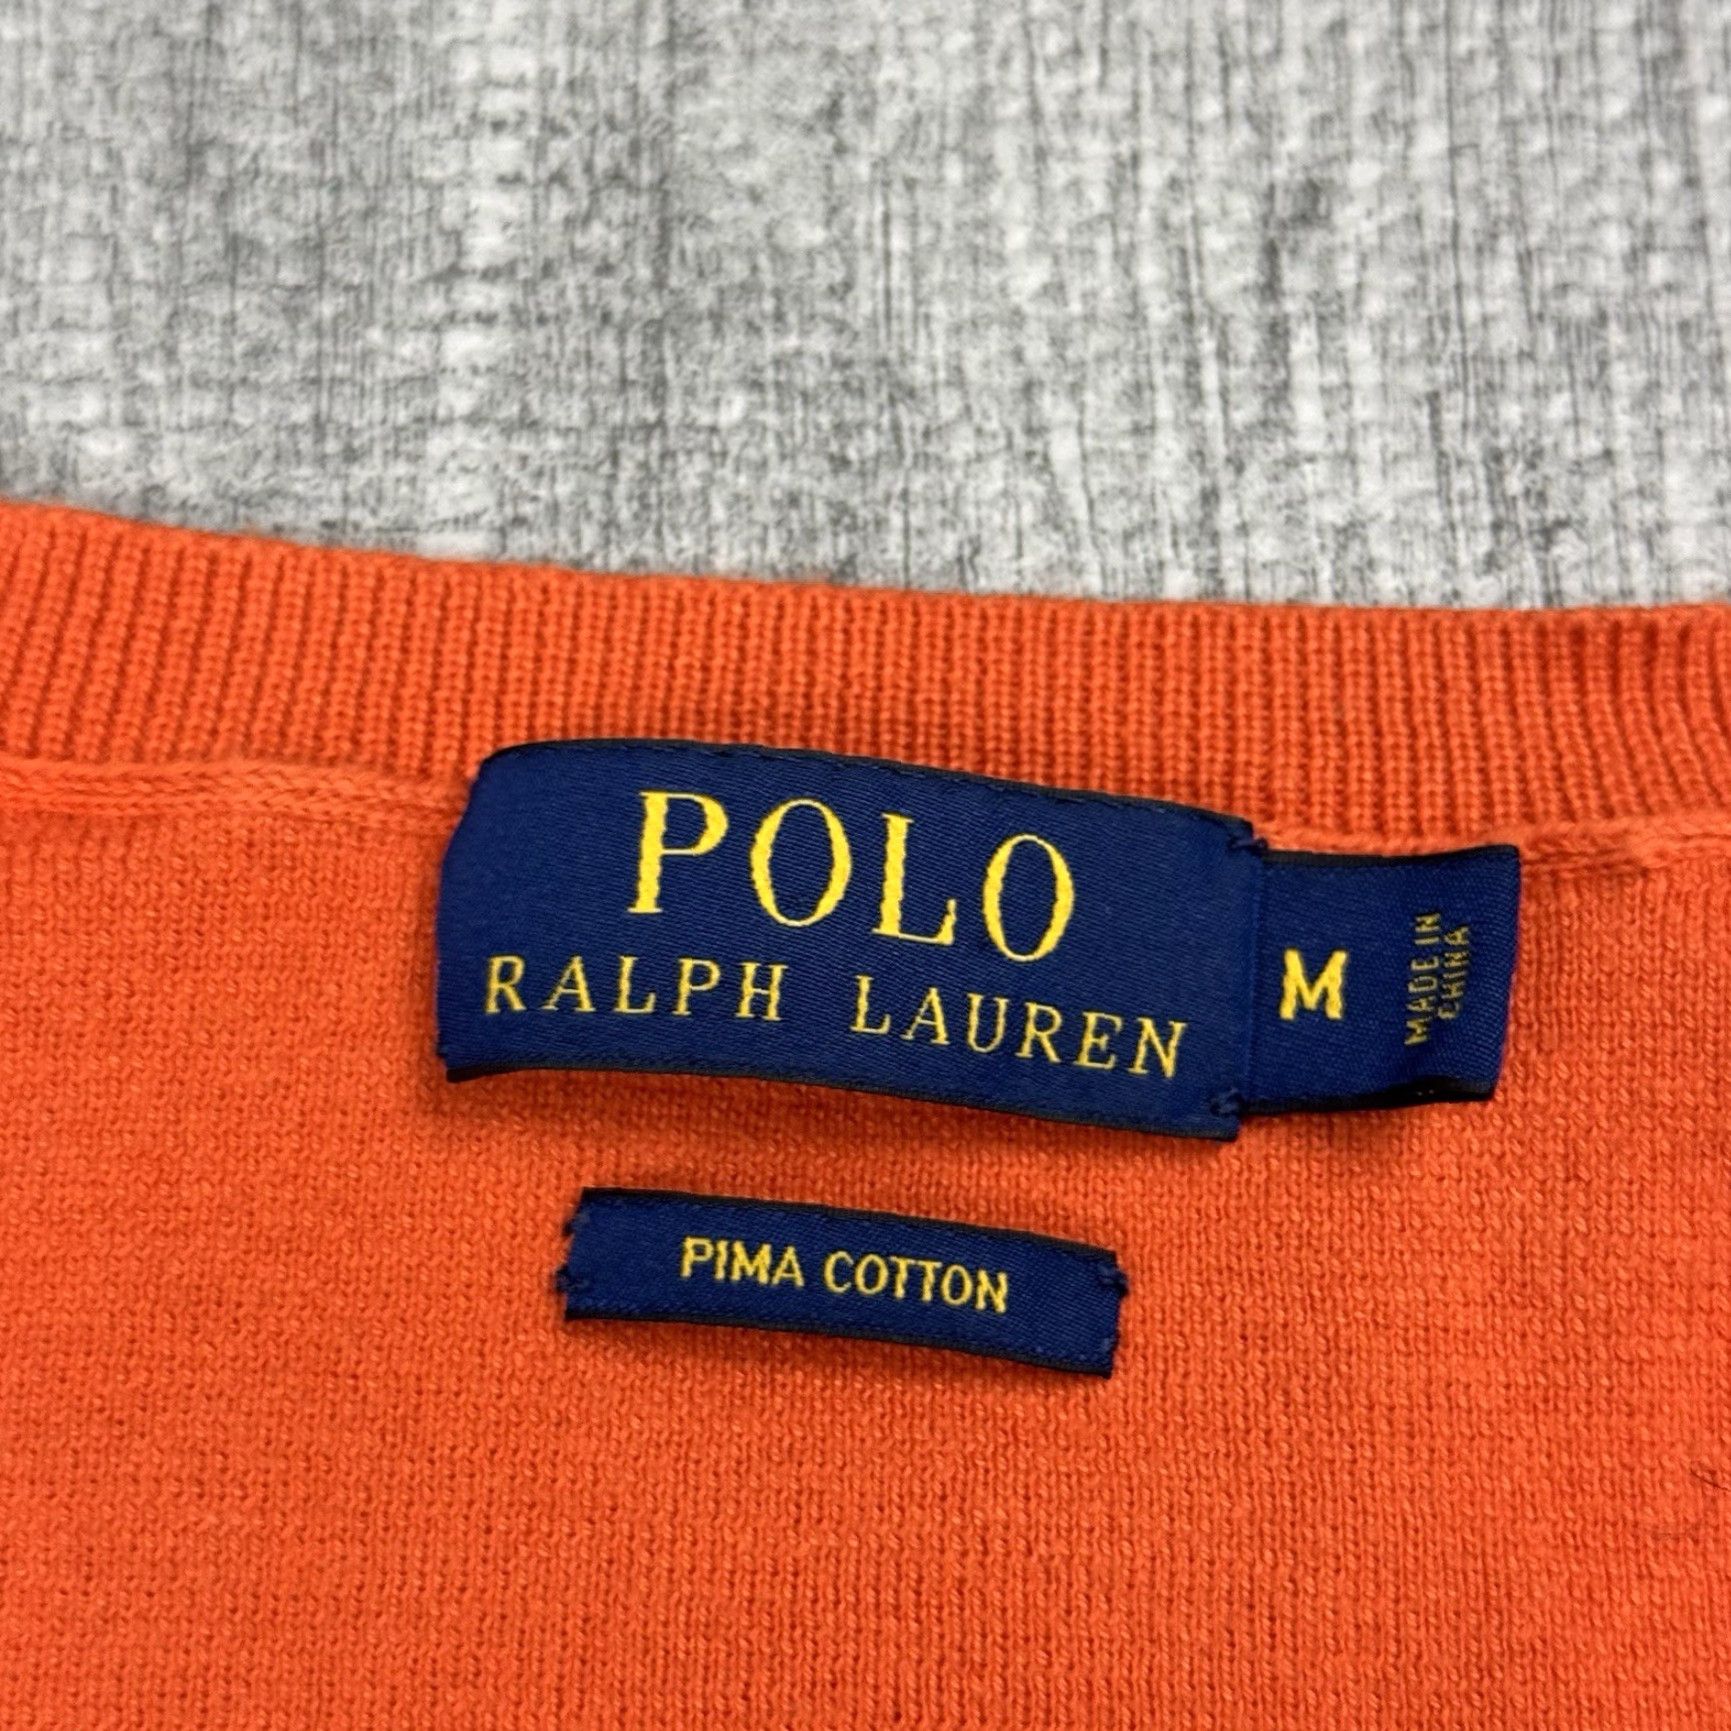 POLO
RALPH LAUREN
M
MADE IN
CHINA
PIMA COTTON